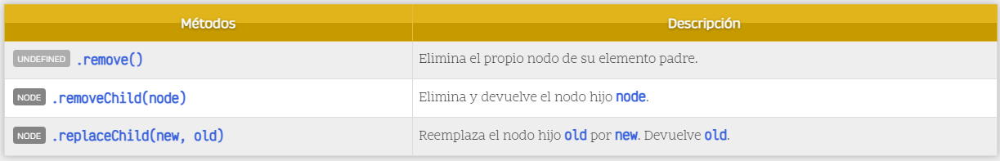 Métodos Descripción
UNDEFINED .remove() Elimina el propio nodo de su elemento padre.
NODE .removeChild(node) Elimina y devuelve el nodo hijo node.
NODE .replaceChild(new, old) Reemplaza el nodo hijo old por new. Devuelve old.